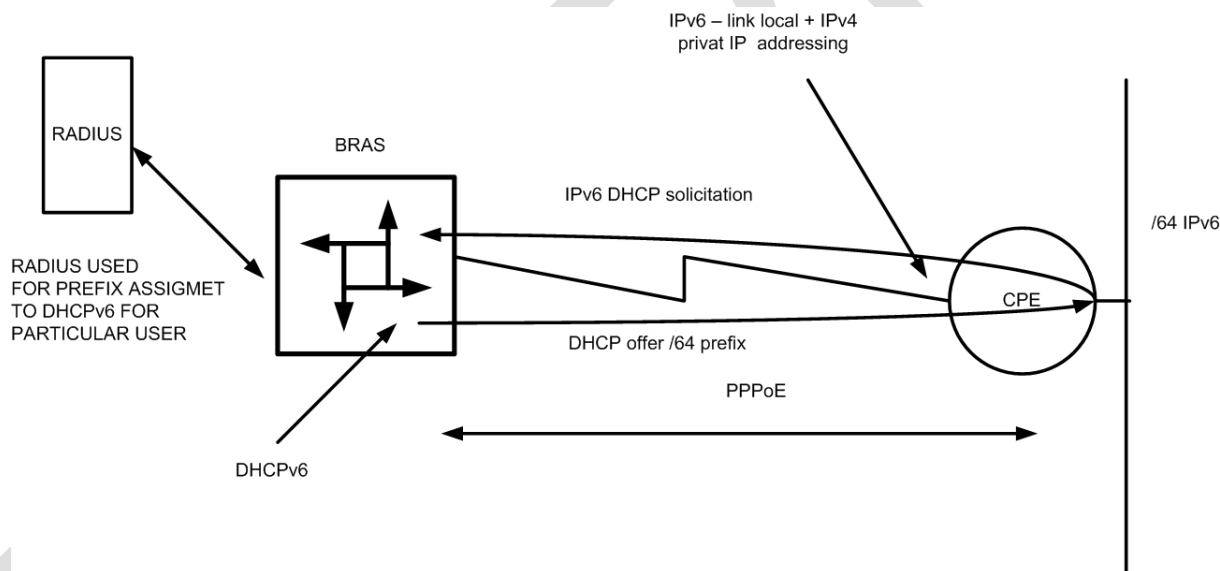 IPv6 – link local + IPv4
privat IP  addressing
RADIUS
BRAS
IPv6 DHCP solicitation
/64 IPv6
RADIUS USED
FOR PREFIX ASSIGMET
TO DHCPv6 FOR
PARTICULAR USER
CPE
DHCP offer /64 prefix
PPPoE
DHCPv6